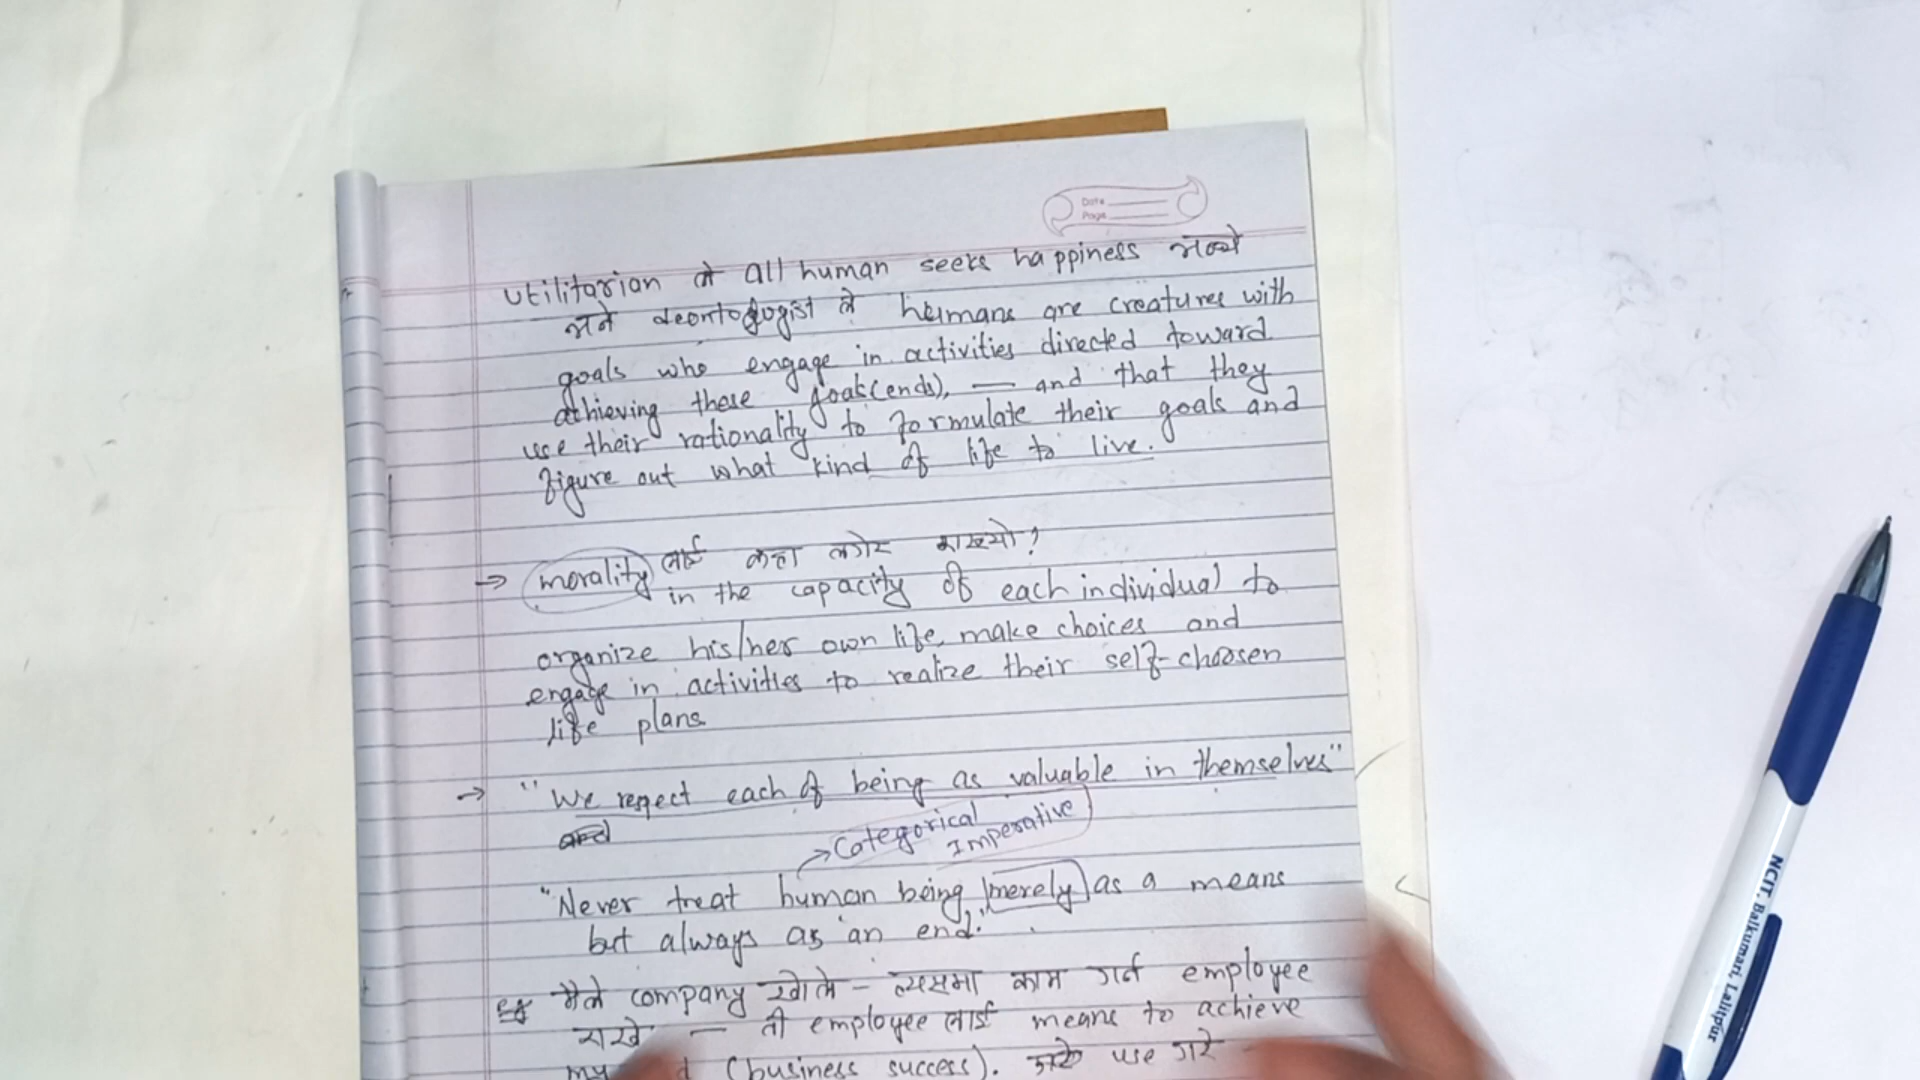 Date
Page
Utilitarian ले all human seeks happiness भन्थ्यो
भने deontologist ले humans are creatures with
goals who engage in activities directed toward
achieving these goals(ends), — and that they
use their rationality to formulate their goals and
figure out what kind of life to live.
→ morality लाई कहा लगेर राख्यो?
in the capacity of each individual to
organize his/her own life, make choices and
engage in activities to realize their self-choosen
life plans
→ "We respect each of being as valuable in themselves"
and
→ Categorical
Imperative
"Never treat human being merely as a means
but always as an end."
eg मैले company खोले - त्यसमा काम गर्न employee
राखे — ती employee लाई means to achieve
my (business success). use गरे
NCIT, Balkumari, Lalitpur